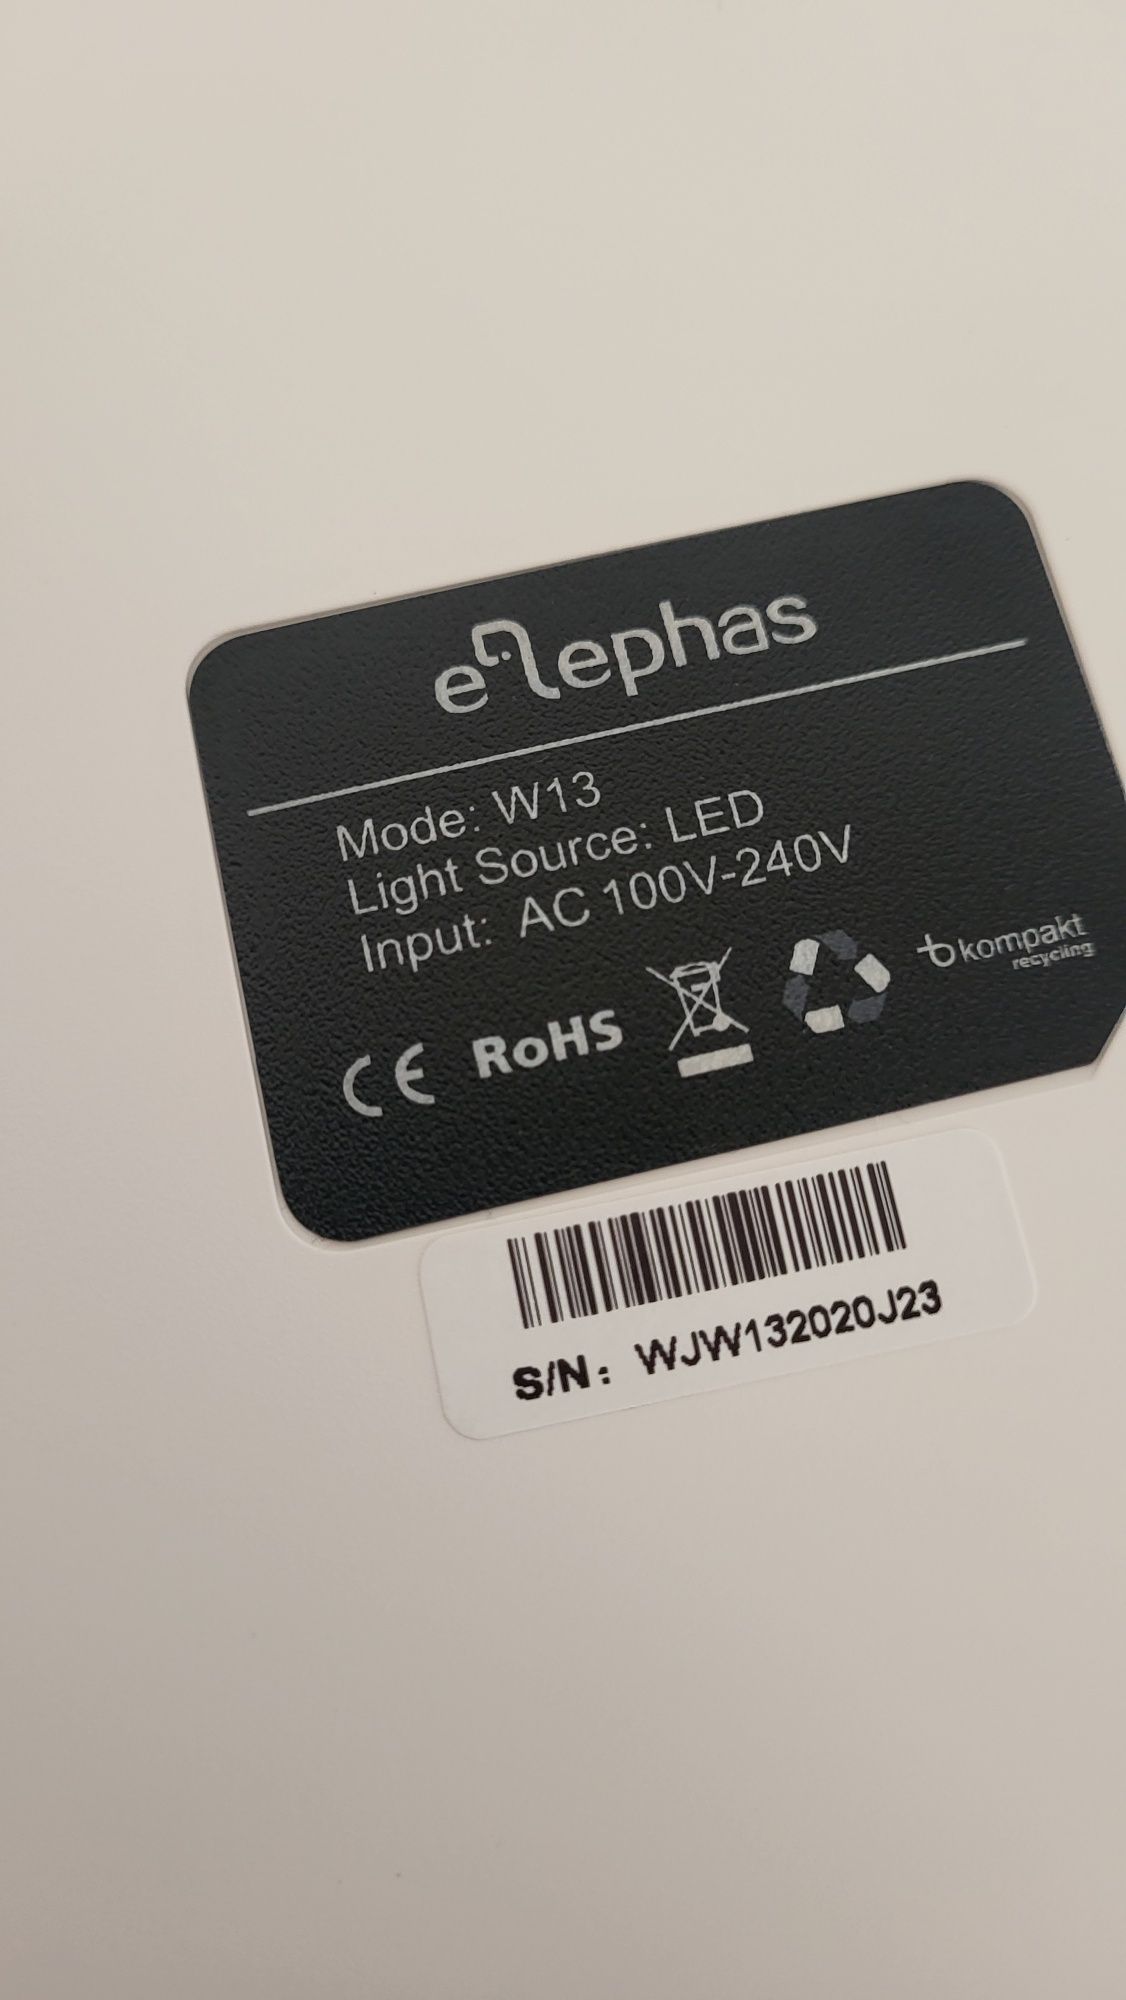 elephas
Mode: W13
Light Source: LED
Input: AC 100V-240V
CE RoHS kompakt
recycling
S/N: WJW132020J23